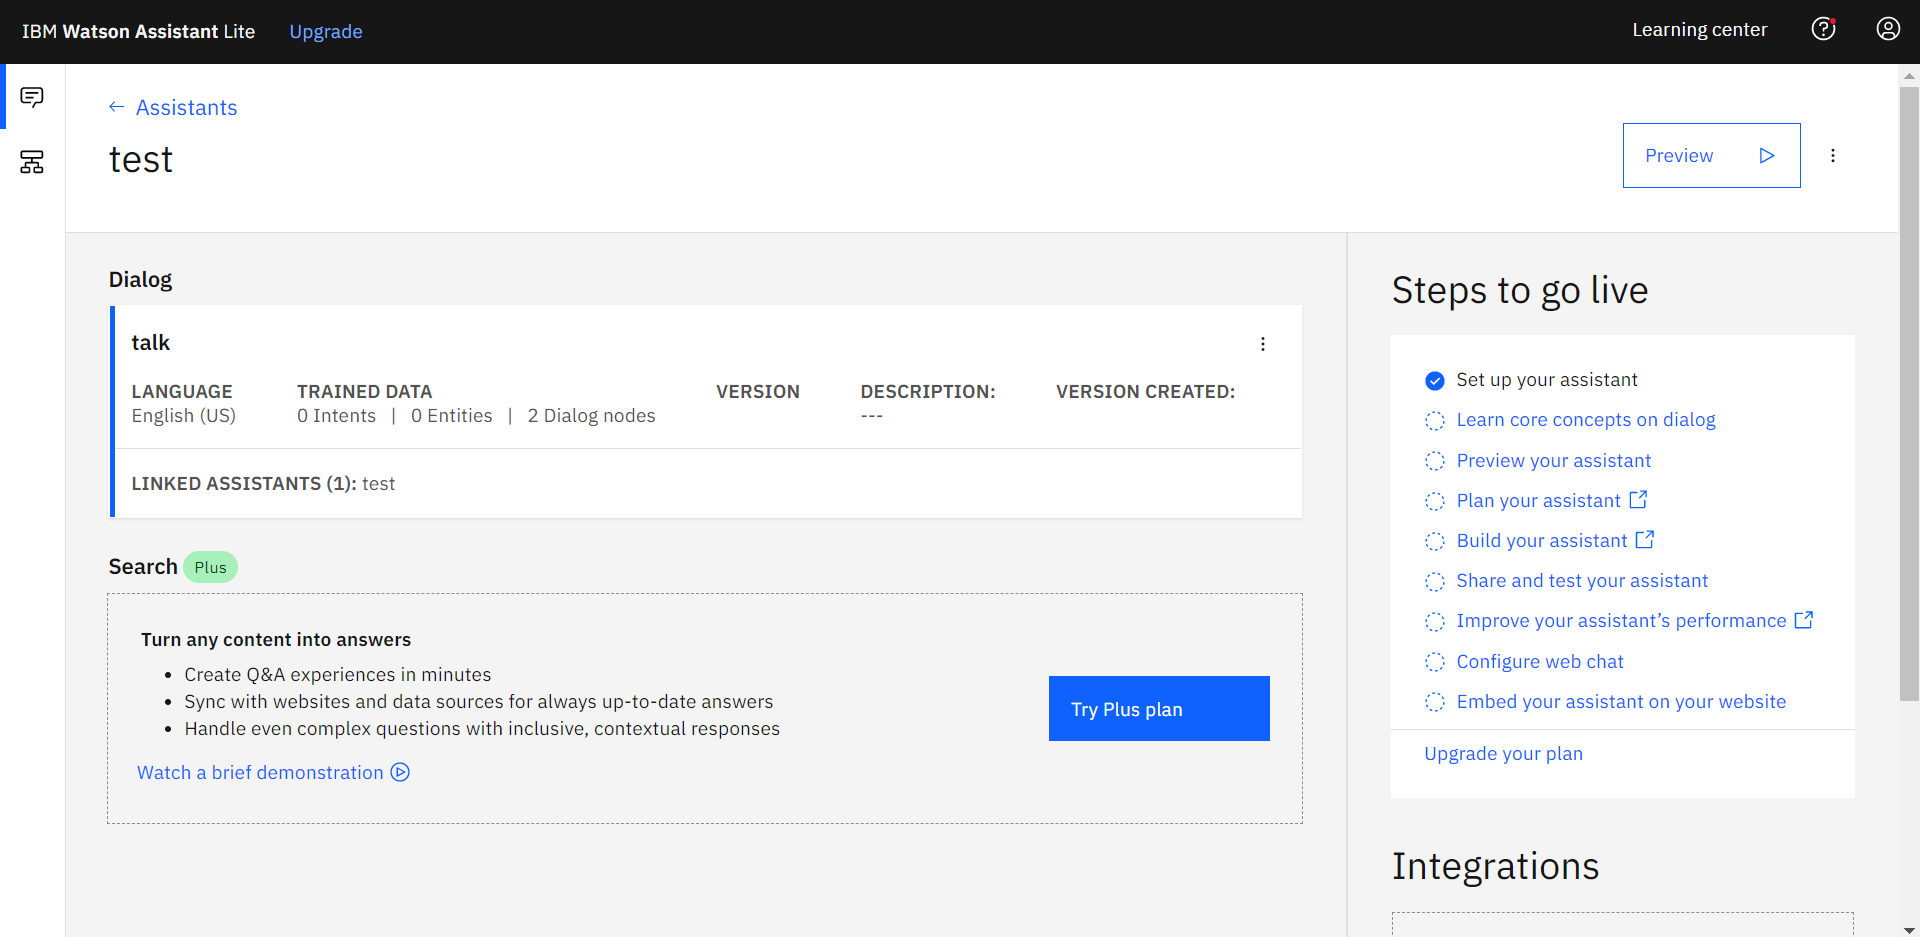 IBM Watson Assistant Lite Upgrade Learning center
← Assistants
test
Preview
Dialog
talk
LANGUAGE TRAINED DATA VERSION DESCRIPTION: VERSION CREATED:
English (US) 0 Intents | 0 Entities | 2 Dialog nodes ---
LINKED ASSISTANTS (1): test
Search Plus
Turn any content into answers
• Create Q&A experiences in minutes
• Sync with websites and data sources for always up-to-date answers
• Handle even complex questions with inclusive, contextual responses
Watch a brief demonstration
Try Plus plan
Steps to go live
Set up your assistant
Learn core concepts on dialog
Preview your assistant
Plan your assistant
Build your assistant
Share and test your assistant
Improve your assistant’s performance
Configure web chat
Embed your assistant on your website
Upgrade your plan
Integrations